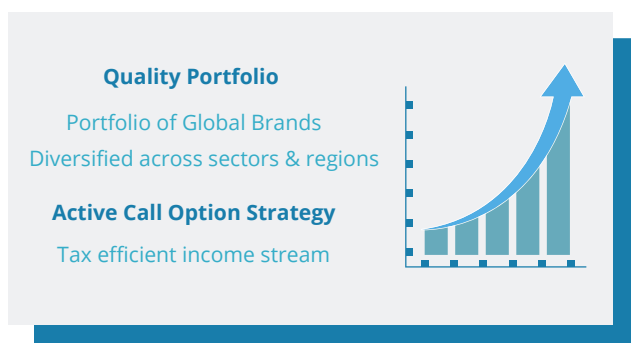 Quality Portfolio
Portfolio of Global Brands
Diversified across sectors & regions
Active Call Option Strategy
Tax efficient income stream